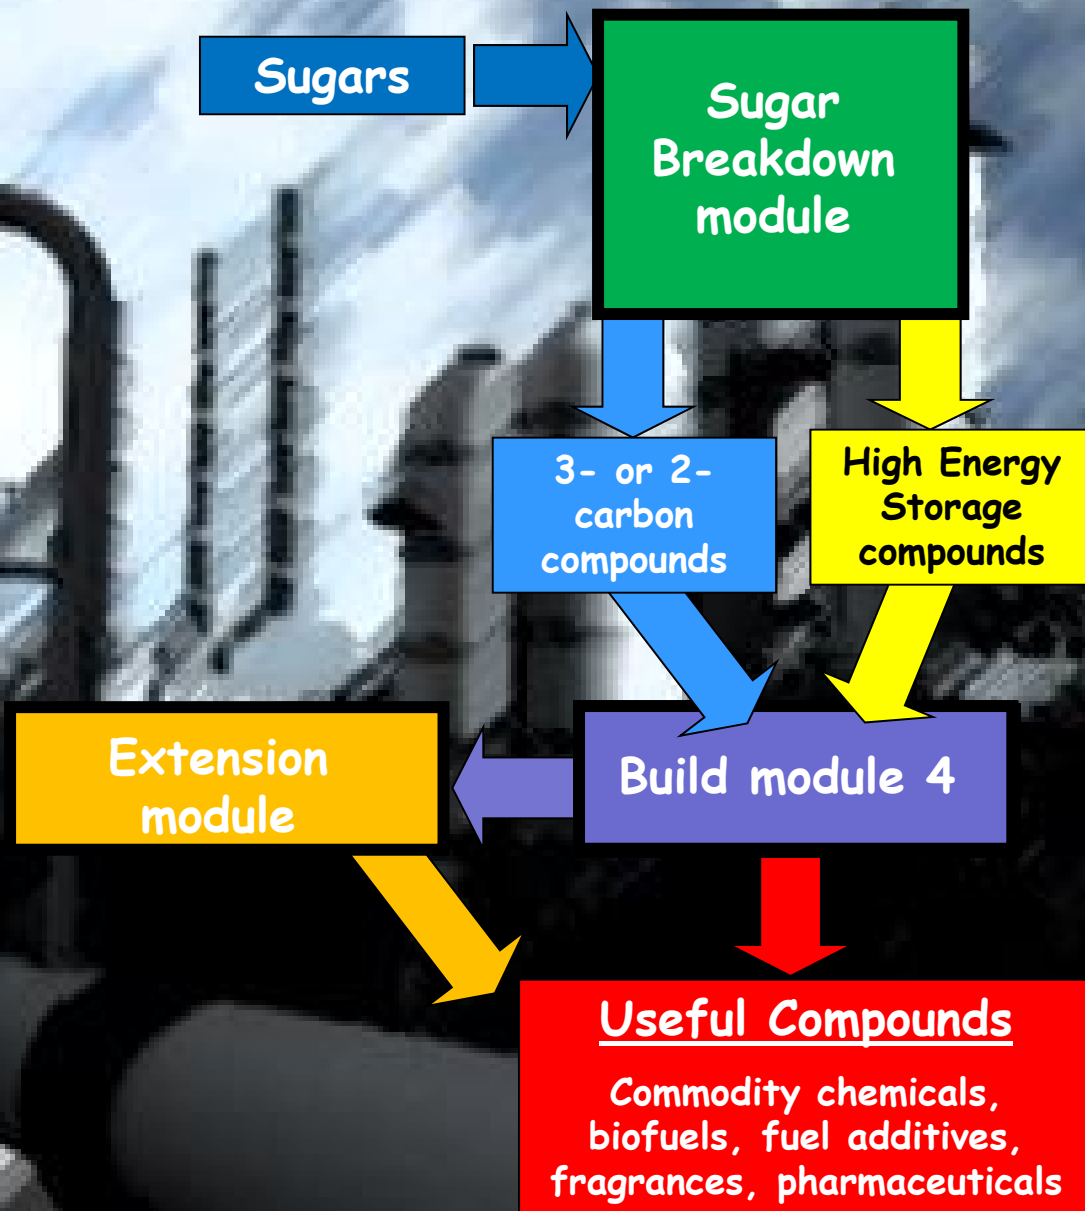 Sugars
Sugar
Breakdown
module
3- or 2-
carbon
compounds
High Energy
Storage
compounds
Extension
module
Build module 4
Useful Compounds
Commodity chemicals,
biofuels, fuel additives,
fragrances, pharmaceuticals